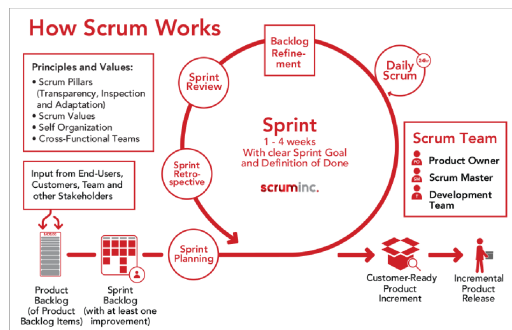 How Scrum Works
Principles and Values:
• Scrum Pillars
(Transparency, Inspection
and Adaptation)
• Scrum Values
• Self Organization
• Cross-Functional Teams
Input from End-Users,
Customers, Team and
other Stakeholders
Product
Backlog
(of Product
Backlog Items)
Sprint
Backlog
(with at least one
improvement)
Sprint
Planning
Backlog
Refine-
ment
Daily
Scrum
24hr
Sprint
Review
Sprint
Retro-
spective
Sprint
1 - 4 weeks
With clear Sprint Goal
and Definition of Done
scruminc.
Scrum Team
PO
Product Owner
SM
Scrum Master
Development
Team
Customer-Ready
Product
Increment
Incremental
Product
Release